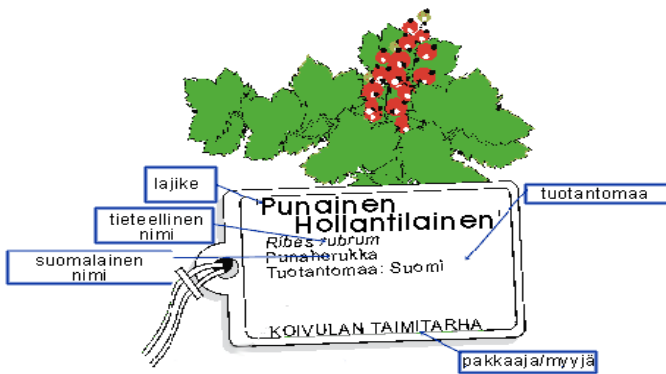 lajike
tuotantomaa
'Punainen
Hollantilainen'
tieteellinen
nimi
Ribes rubrum
suomalainen
nimi
Punaherukka
Tuotantomaa: Suomi
KOIVULAN TAIMITARHA
pakkaaja/myyjä